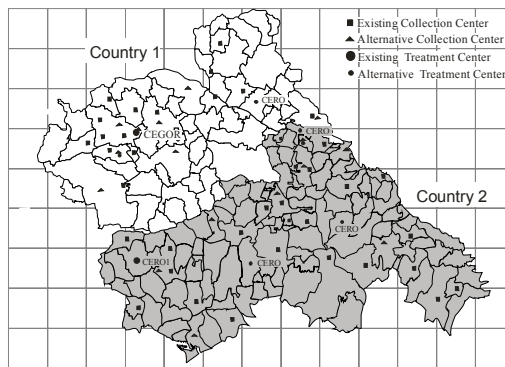 Existing Collection Center
Alternative Collection Center
Existing Treatment Center
Alternative Treatment Center
Country 1
CERO
CEGOR
CERO
Country 2
CERO
CERO1
CERO